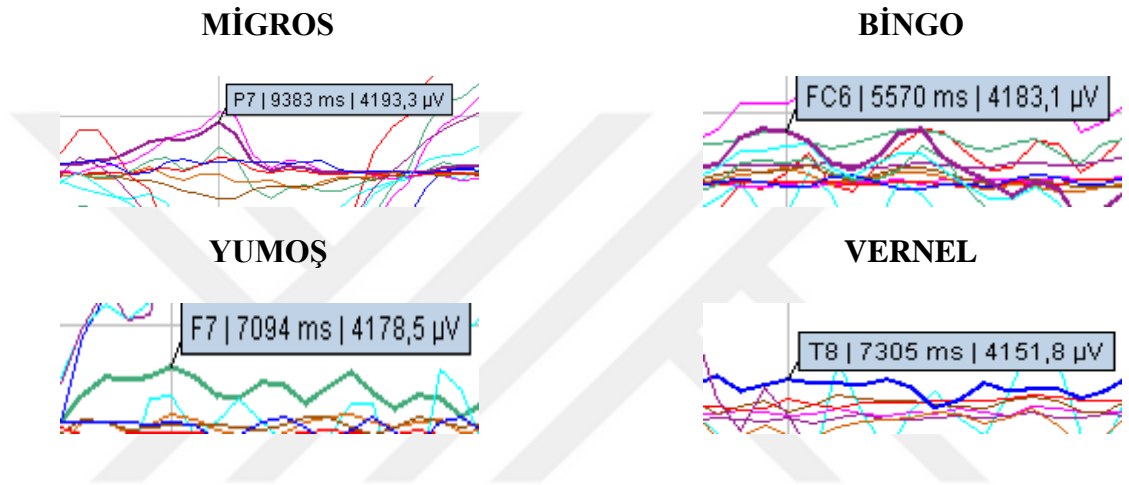 MİGROS
P7 | 9383 ms | 4193,3 µV
BİNGO
FC6 | 5570 ms | 4183,1 µV
YUMOŞ
F7 | 7094 ms | 4178,5 µV
VERNEL
T8 | 7305 ms | 4151,8 µV